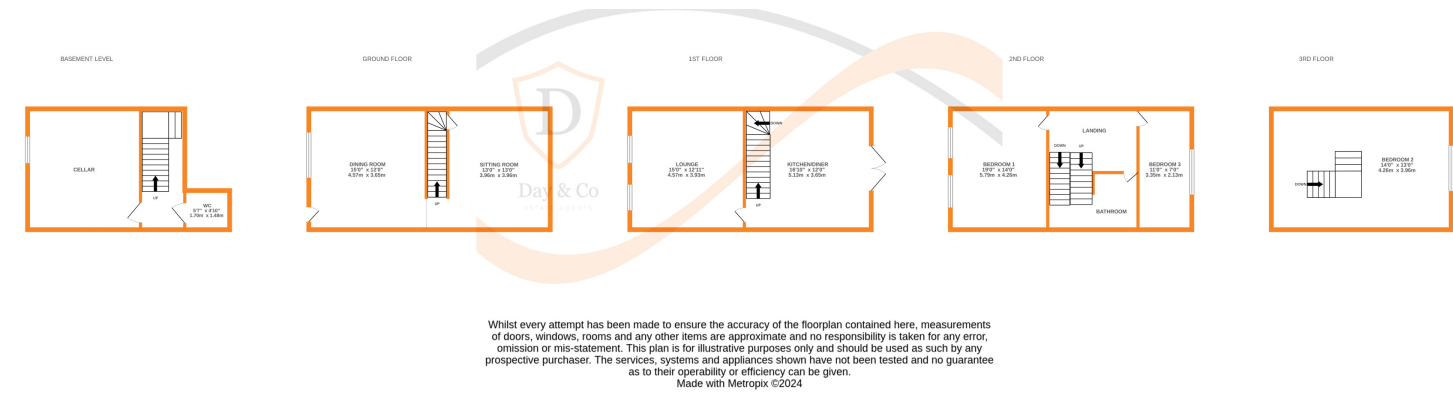 BASEMENT LEVEL
GROUND FLOOR
1ST FLOOR
2ND FLOOR
3RD FLOOR
CELLAR
UP
WC
5'7" x 4'10"
1.70m x 1.48m
DINING ROOM
15'0" x 12'0"
4.57m x 3.65m
UP
SITTING ROOM
13'0" x 13'0"
3.96m x 3.96m
LOUNGE
15'0" x 12'11"
4.57m x 3.93m
DOWN
UP
KITCHEN/DINER
16'10" x 12'0"
5.13m x 3.65m
BEDROOM 1
19'0" x 14'0"
5.79m x 4.26m
LANDING
DOWN
UP
BATHROOM
BEDROOM 3
11'0" x 7'0"
3.35m x 2.13m
DOWN
BEDROOM 2
14'0" x 13'0"
4.26m x 3.96m
D
Day & Co
ESTATE AGENTS
Whilst every attempt has been made to ensure the accuracy of the floorplan contained here, measurements
of doors, windows, rooms and any other items are approximate and no responsibility is taken for any error,
omission or mis-statement. This plan is for illustrative purposes only and should be used as such by any
prospective purchaser. The services, systems and appliances shown have not been tested and no guarantee
as to their operability or efficiency can be given.
Made with Metropix ©2024